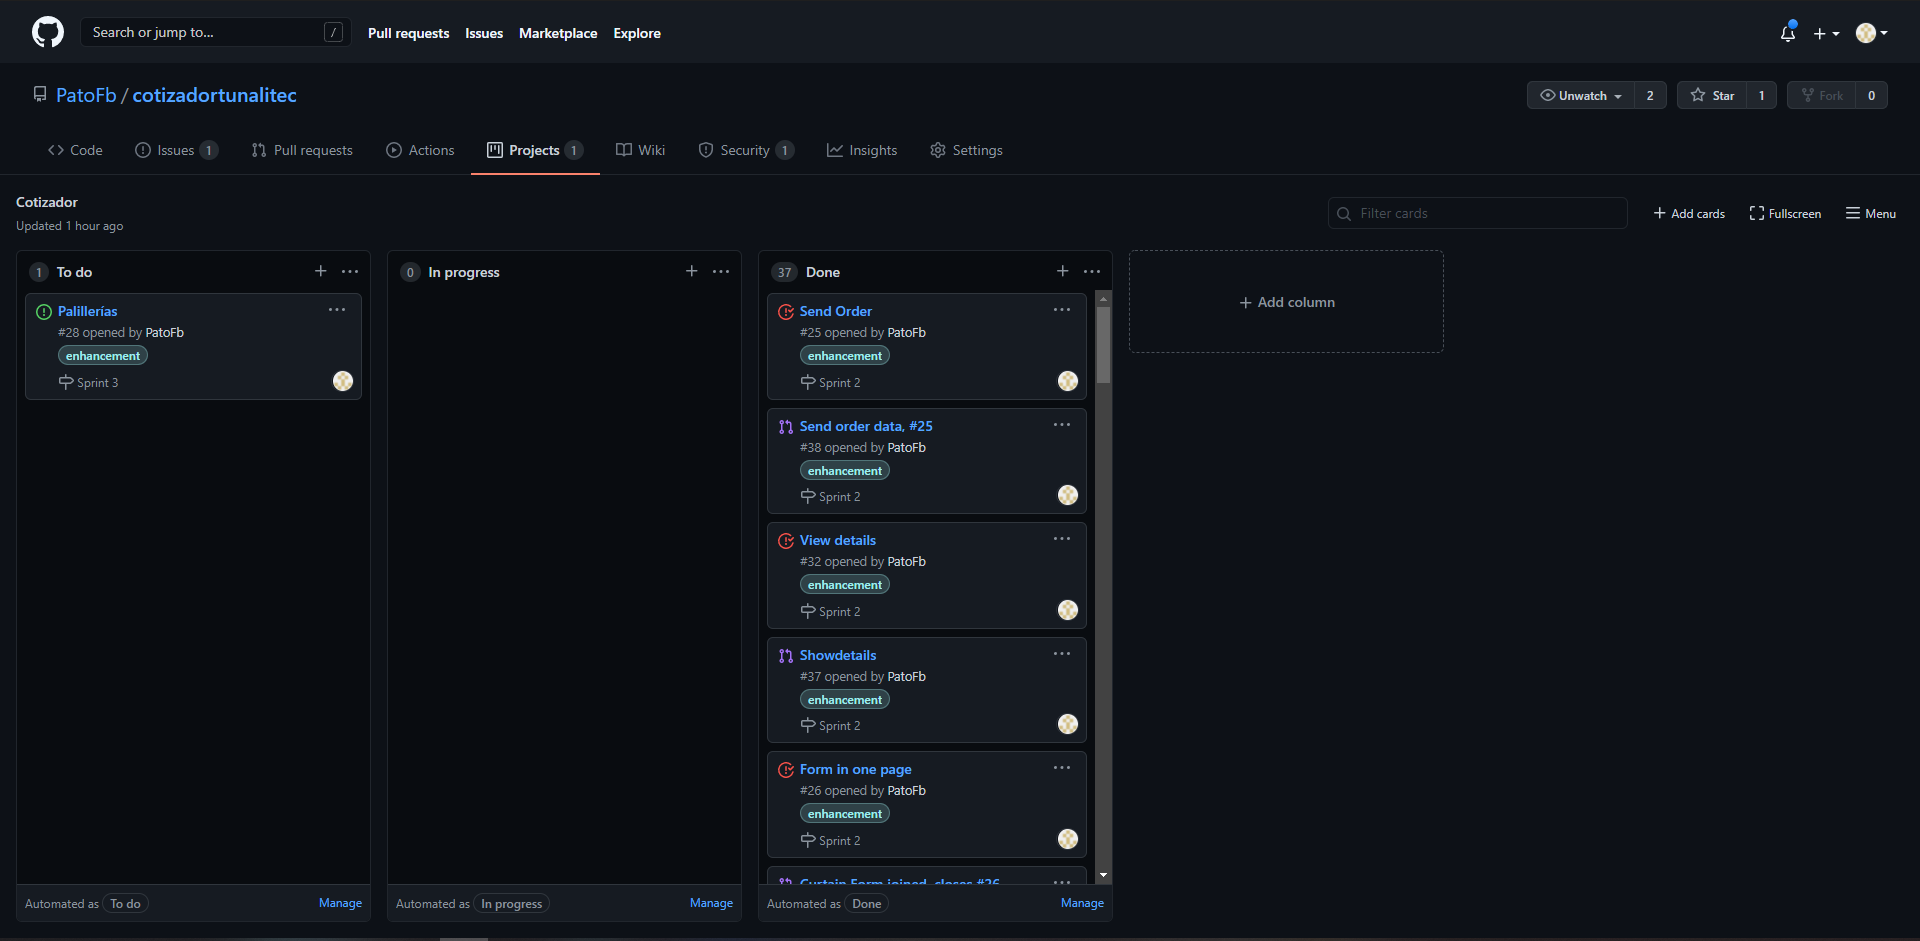 Search or jump to...
/
Pull requests
Issues
Marketplace
Explore
PatoFb / cotizadortunalitec
Unwatch
2
Star
1
Fork
0
Code
Issues 1
Pull requests
Actions
Projects 1
Wiki
Security 1
Insights
Settings
Cotizador
Updated 1 hour ago
Filter cards
Add cards
Fullscreen
Menu
1 To do
Palillerías
#28 opened by PatoFb
enhancement
Sprint 3
Automated as To do
Manage
0 In progress
Automated as In progress
Manage
37 Done
Send Order
#25 opened by PatoFb
enhancement
Sprint 2
Send order data, #25
#38 opened by PatoFb
enhancement
Sprint 2
View details
#32 opened by PatoFb
enhancement
Sprint 2
Showdetails
#37 opened by PatoFb
enhancement
Sprint 2
Form in one page
#26 opened by PatoFb
enhancement
Sprint 2
Curtain Form joined, closes #26
Automated as Done
Manage
Add column